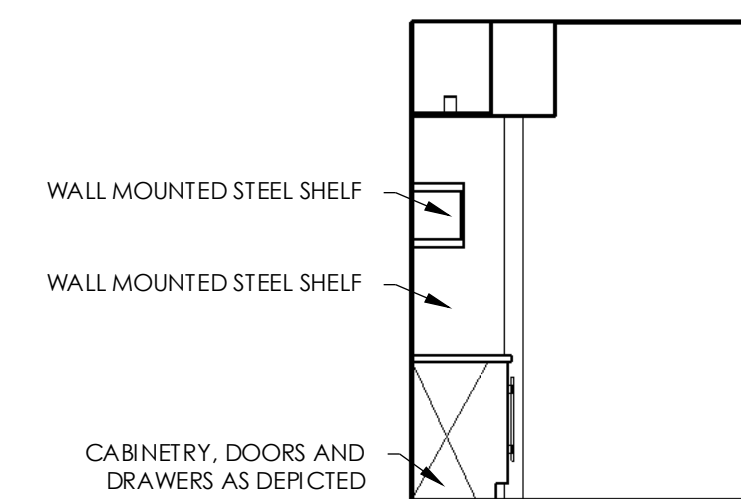 WALL MOUNTED STEEL SHELF
WALL MOUNTED STEEL SHELF
CABINETRY, DOORS AND
DRAWERS AS DEPICTED